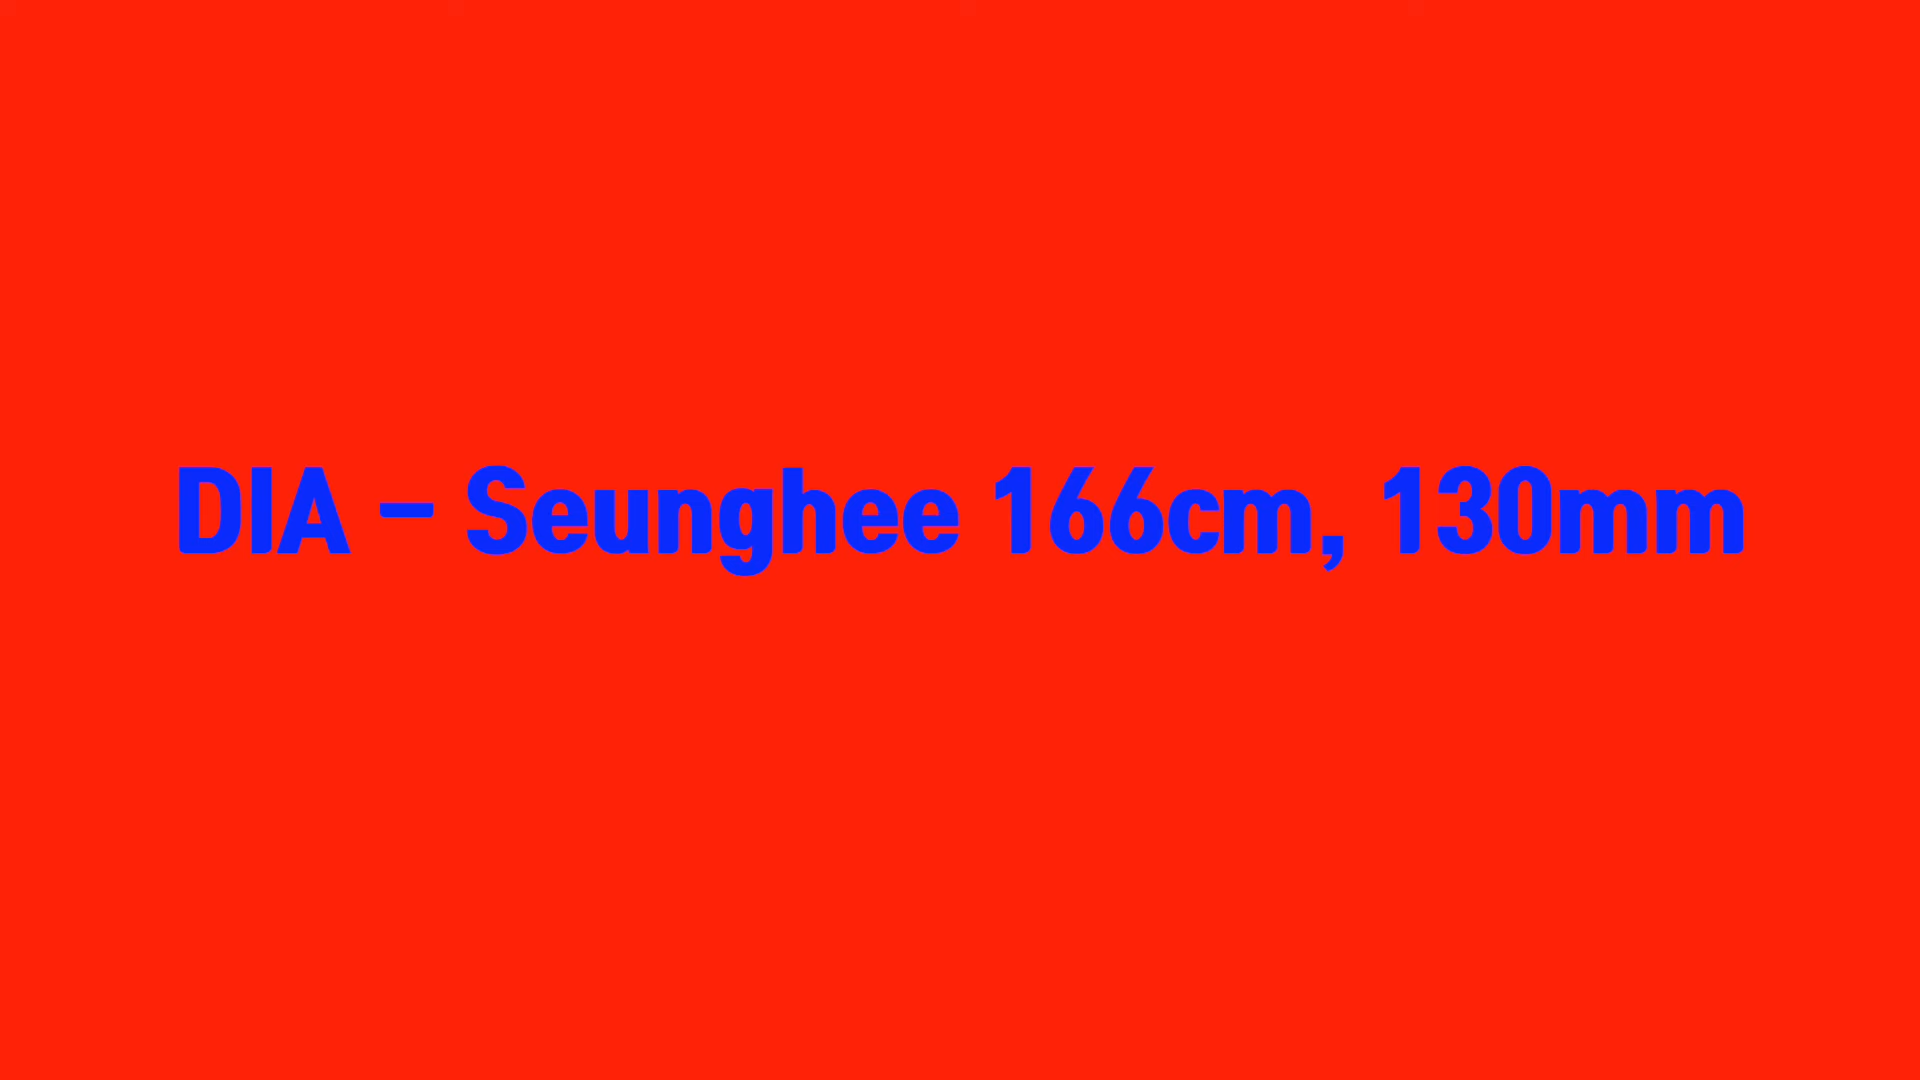 DIA – Seunghee 166cm, 130mm